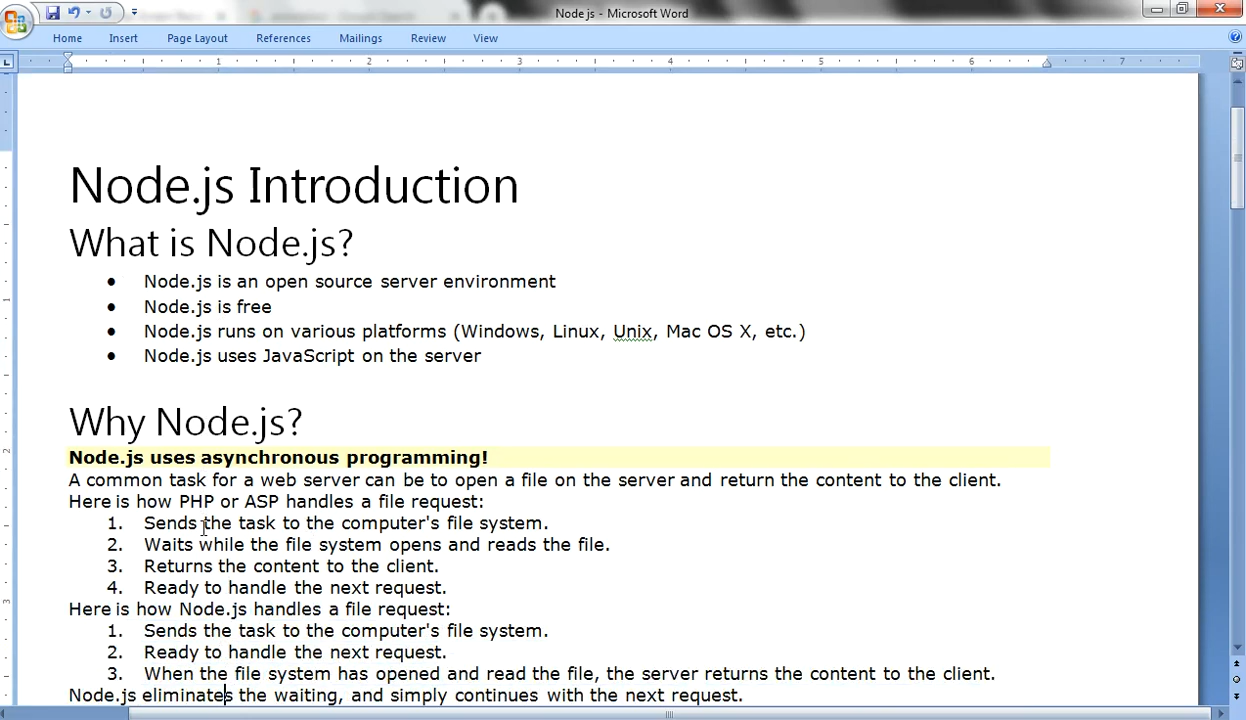 Node.js - Microsoft Word
Home Insert Page Layout References Mailings Review View
1 2 3 4 5 6 7
Node.js Introduction
What is Node.js?
• Node.js is an open source server environment
• Node.js is free
• Node.js runs on various platforms (Windows, Linux, Unix, Mac OS X, etc.)
• Node.js uses JavaScript on the server
Why Node.js?
Node.js uses asynchronous programming!
A common task for a web server can be to open a file on the server and return the content to the client.
Here is how PHP or ASP handles a file request:
1. Sends the task to the computer's file system.
2. Waits while the file system opens and reads the file.
3. Returns the content to the client.
4. Ready to handle the next request.
Here is how Node.js handles a file request:
1. Sends the task to the computer's file system.
2. Ready to handle the next request.
3. When the file system has opened and read the file, the server returns the content to the client.
Node.js eliminates the waiting, and simply continues with the next request.